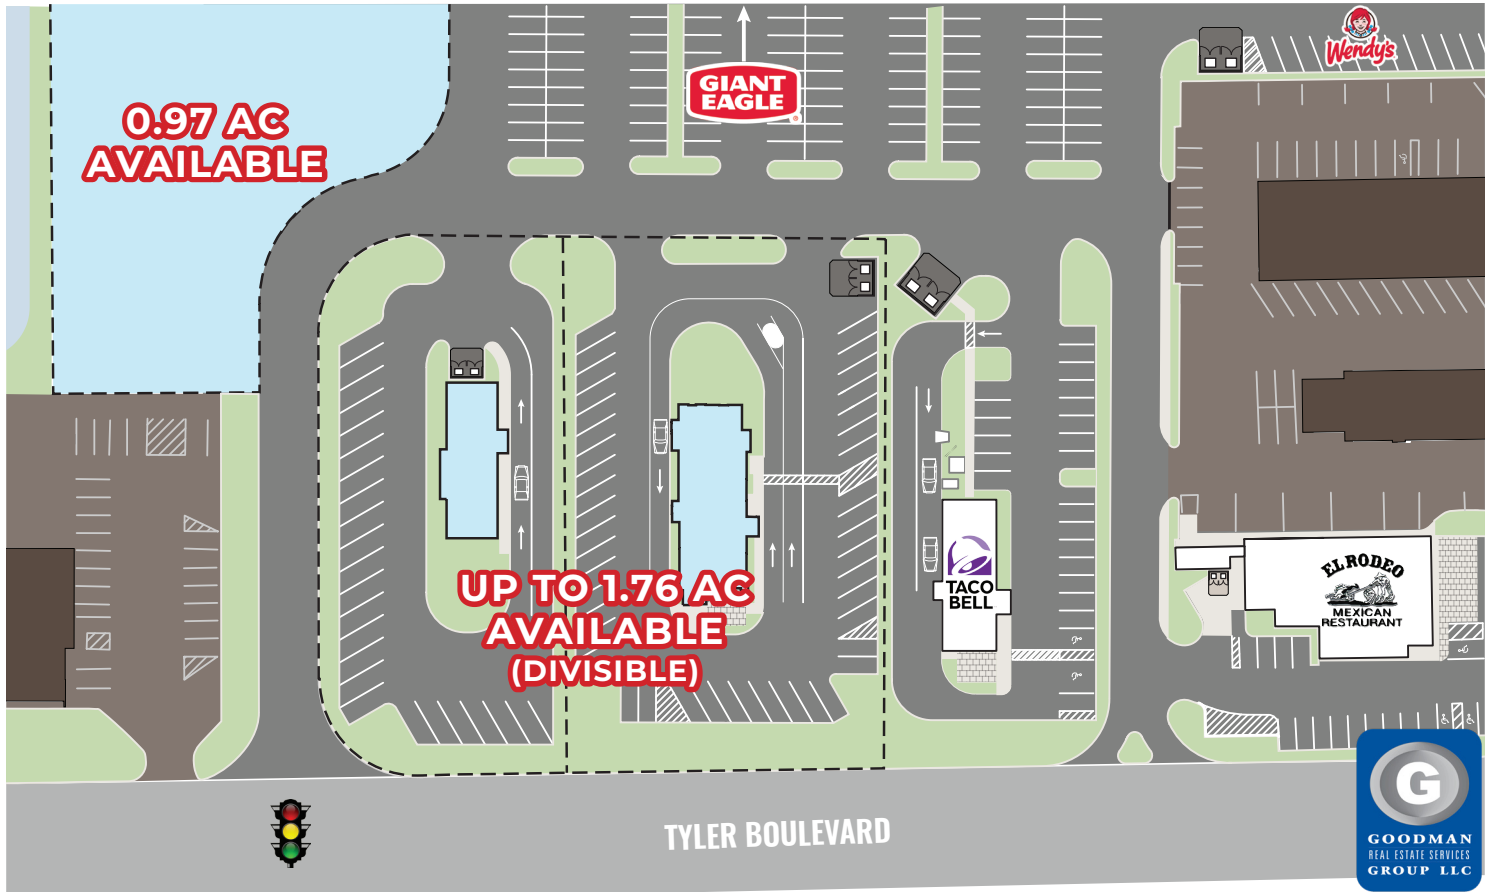 0.97 AC
AVAILABLE
GIANT
EAGLE
Wendy's
UP TO 1.76 AC
AVAILABLE
(DIVISIBLE)
TACO
BELL
EL RODEO
MEXICAN
RESTAURANT
TYLER BOULEVARD
G
GOODMAN
REAL ESTATE SERVICES
GROUP LLC